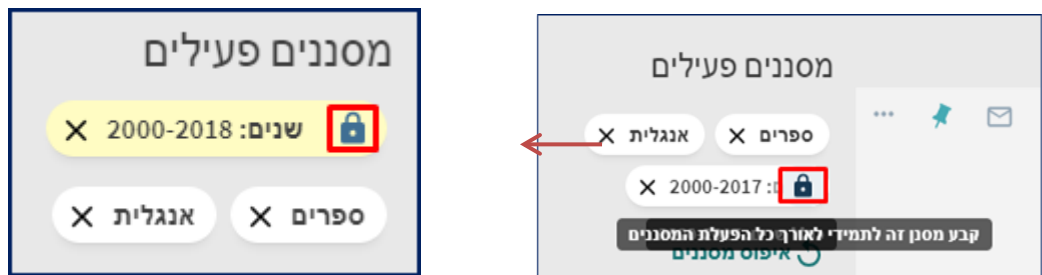 מסננים פעילים
ספרים ✕ אנגלית ✕
2000-2017 ✕
קבע מסנן זה לתמידי לאורך כל הפעלת המסננים
איפוס מסננים
מסננים פעילים
שנים: 2000-2018 ✕
ספרים ✕ אנגלית ✕